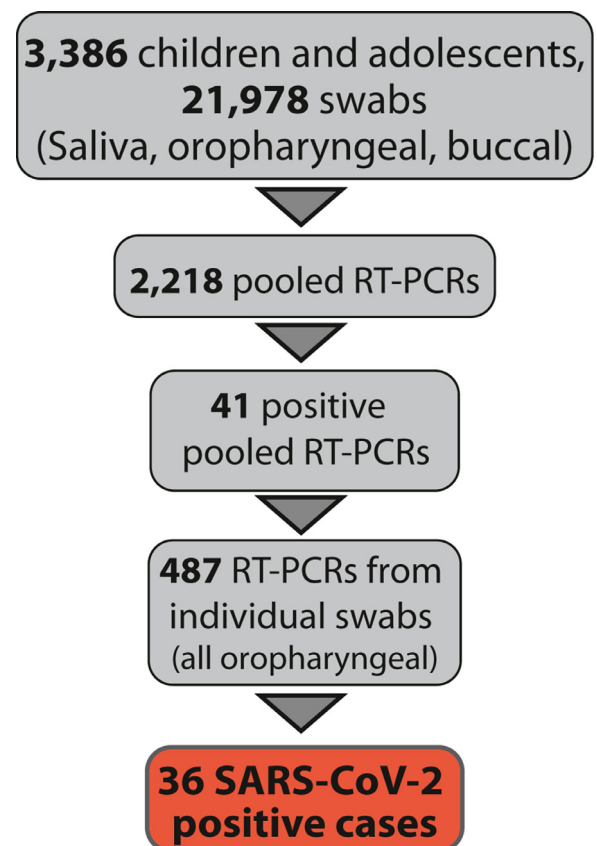 3,386 children and adolescents,
21,978 swabs
(Saliva, oropharyngeal, buccal)
2,218 pooled RT-PCRs
41 positive
pooled RT-PCRs
487 RT-PCRs from
individual swabs
(all oropharyngeal)
36 SARS-CoV-2
positive cases